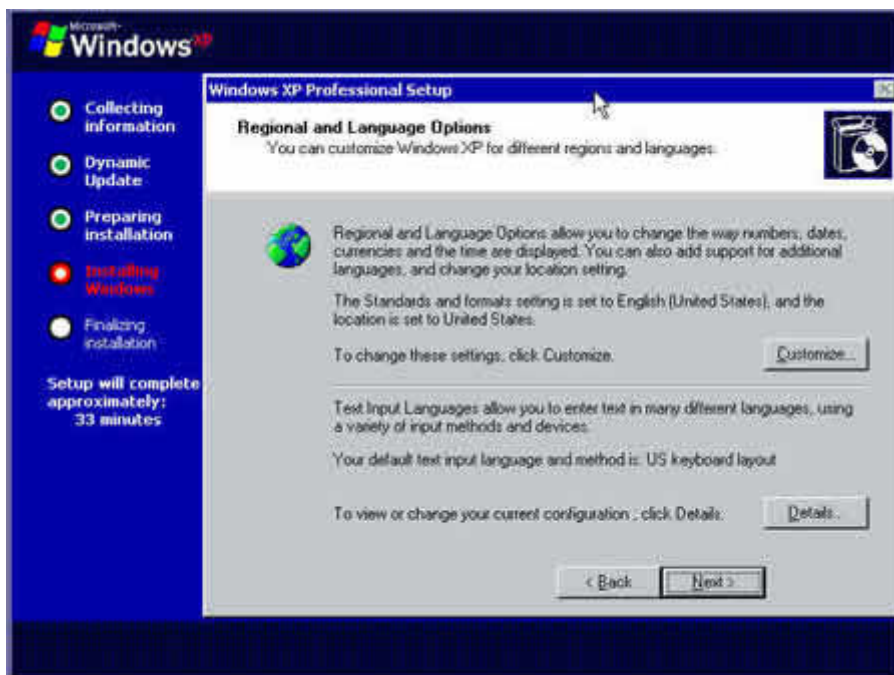 Microsoft
Windows xp
Collecting
information
Dynamic
Update
Preparing
installation
Installing
Windows
Finalizing
installation
Setup will complete
approximately:
33 minutes
Windows XP Professional Setup
Regional and Language Options
You can customize Windows XP for different regions and languages.
Regional and Language Options allow you to change the way numbers, dates,
currencies and the time are displayed. You can also add support for additional
languages, and change your location setting.
The Standards and formats setting is set to English (United States), and the
location is set to United States.
To change these settings, click Customize.
Customize...
Text Input Languages allow you to enter text in many different languages, using
a variety of input methods and devices.
Your default text input language and method is: US keyboard layout
To view or change your current configuration , click Details.
Details...
< Back
Next >